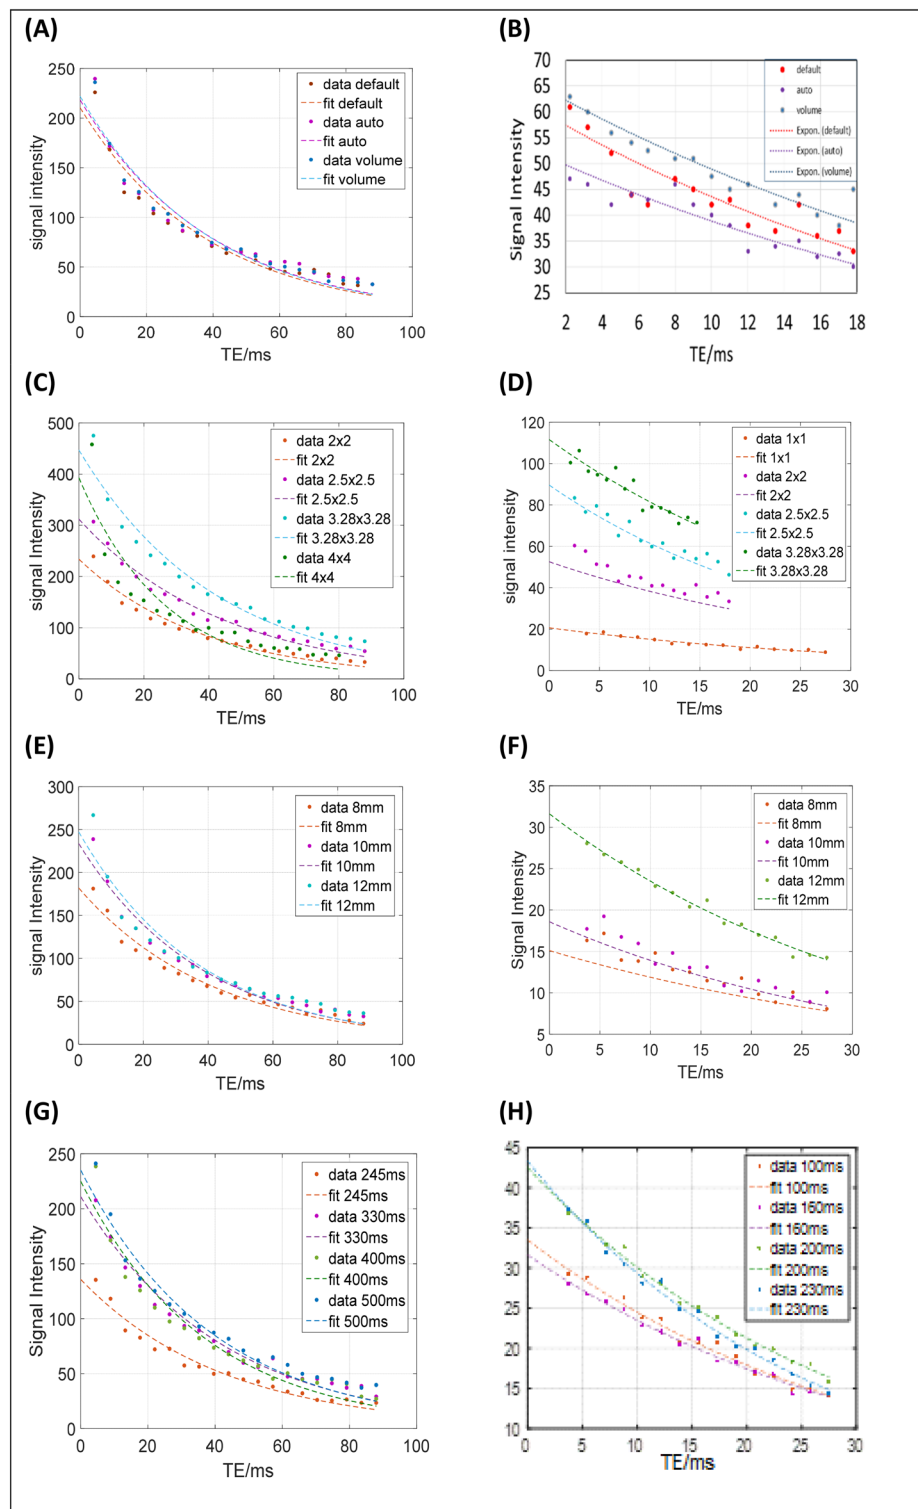 (A)
signal intensity
250
200
150
100
50
0
0 20 40 60 80 100
TE/ms
data default
fit default
data auto
fit auto
data volume
fit volume
(B)
Signal Intensity
70
65
60
55
50
45
40
35
30
25
2 4 6 8 10 12 14 16 18
TE/ms
default
auto
volume
Expon. (default)
Expon. (auto)
Expon. (volume)
(C)
signal Intensity
500
400
300
200
100
0
0 20 40 60 80 100
TE/ms
data 2x2
fit 2x2
data 2.5x2.5
fit 2.5x2.5
data 3.28x3.28
fit 3.28x3.28
data 4x4
fit 4x4
(D)
signal intensity
120
100
80
60
40
20
0
0 5 10 15 20 25 30
TE/ms
data 1x1
fit 1x1
data 2x2
fit 2x2
data 2.5x2.5
fit 2.5x2.5
data 3.28x3.28
fit 3.28x3.28
(E)
signal Intensity
300
250
200
150
100
50
0
0 20 40 60 80 100
TE/ms
data 8mm
fit 8mm
data 10mm
fit 10mm
data 12mm
fit 12mm
(F)
Signal Intensity
35
30
25
20
15
10
5
0 5 10 15 20 25 30
TE/ms
data 8mm
fit 8mm
data 10mm
fit 10mm
data 12mm
fit 12mm
(G)
Signal Intensity
250
200
150
100
50
0
0 20 40 60 80 100
TE/ms
data 245ms
fit 245ms
data 330ms
fit 330ms
data 400ms
fit 400ms
data 500ms
fit 500ms
(H)
45
40
35
30
25
20
15
10
0 5 10 15 20 25 30
TE/ms
data 100ms
fit 100ms
data 160ms
fit 160ms
data 200ms
fit 200ms
data 230ms
fit 230ms